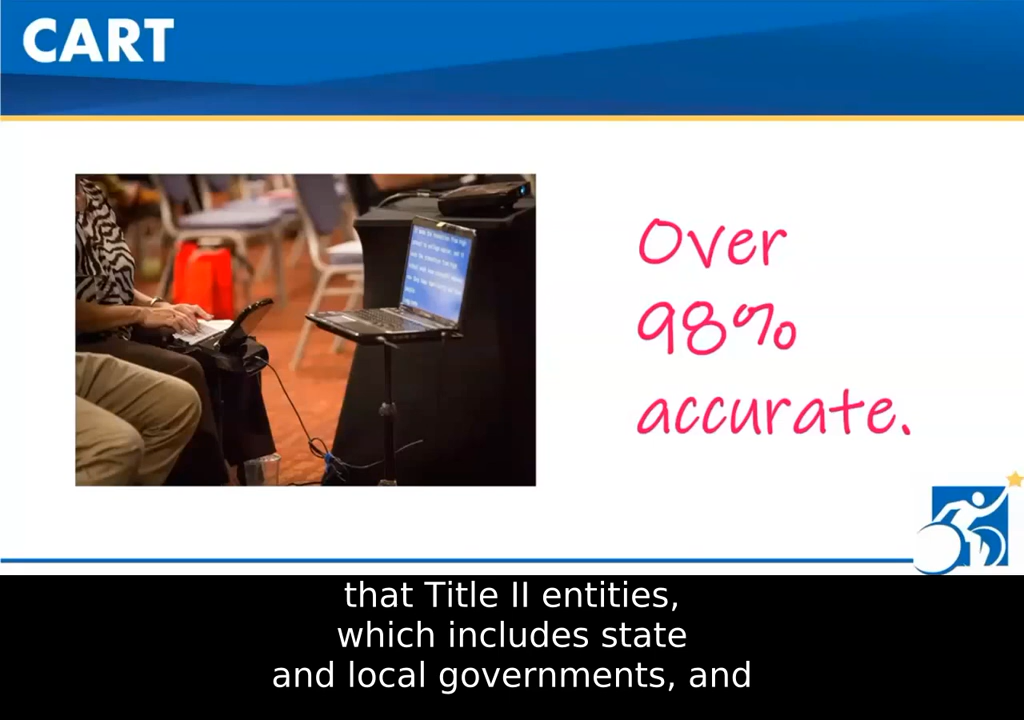 CART
Over
98%
accurate.
that Title II entities,
which includes state
and local governments, and